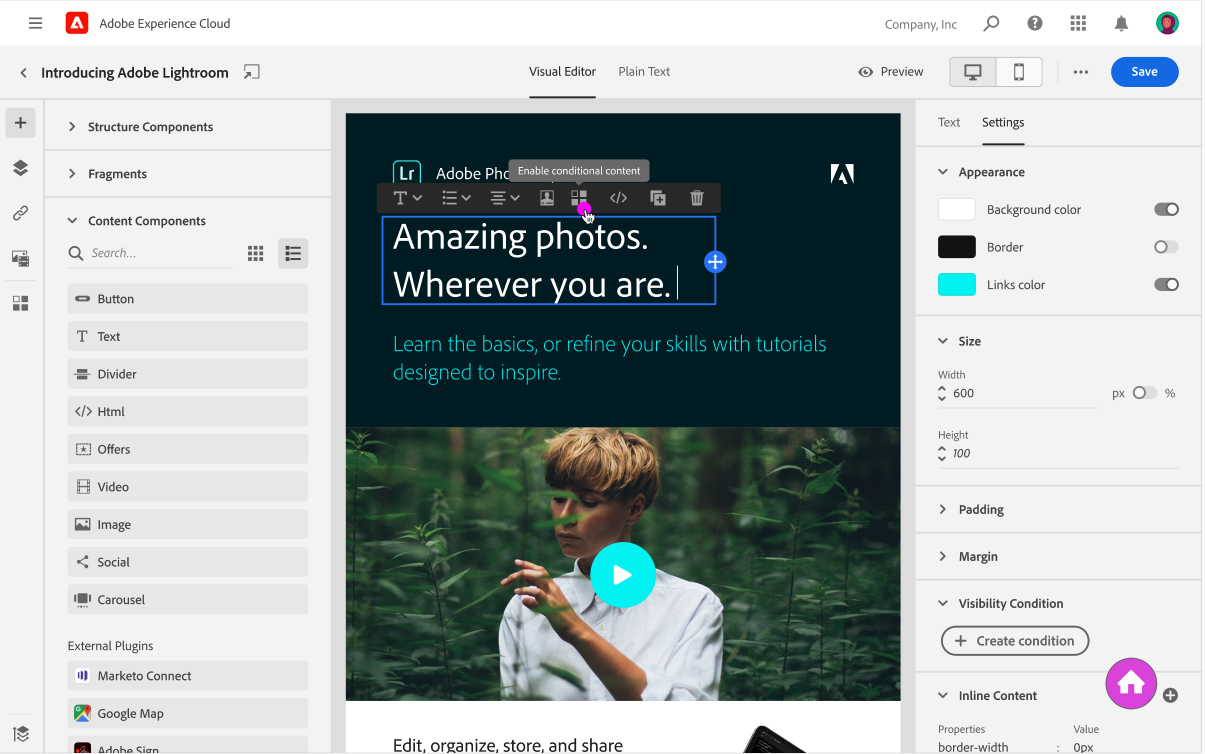 Adobe Experience Cloud
Company, Inc
Introducing Adobe Lightroom
Visual Editor
Plain Text
Preview
Save
Structure Components
Fragments
Content Components
Search...
Button
Text
Divider
Html
Offers
Video
Image
Social
Carousel
External Plugins
Marketo Connect
Google Map
Adobe Sign
Lr
Adobe
Enable conditional content
Amazing photos.
Wherever you are.
Learn the basics, or refine your skills with tutorials
designed to inspire.
Edit, organize, store, and share
Text
Settings
Appearance
Background color
Border
Links color
Size
Width
600
px
%
Height
100
Padding
Margin
Visibility Condition
Create condition
Inline Content
Properties
Value
border-width : 0px